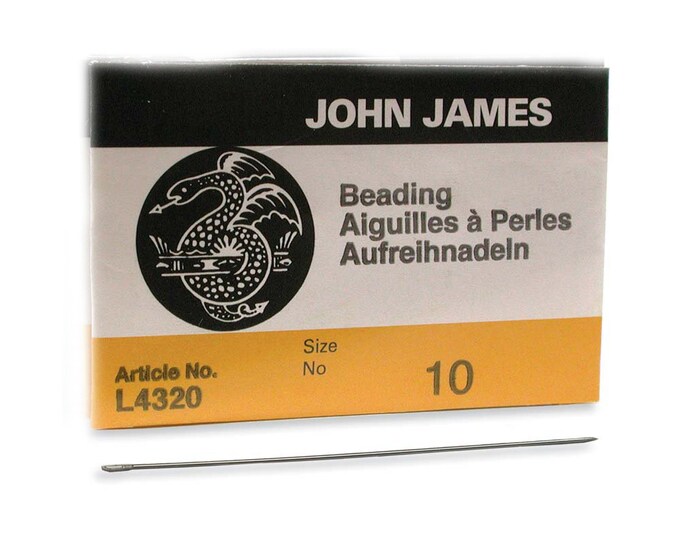 JOHN JAMES
Beading
Aiguilles à Perles
Aufreihnadeln
Size
No
10
Article No.
L4320